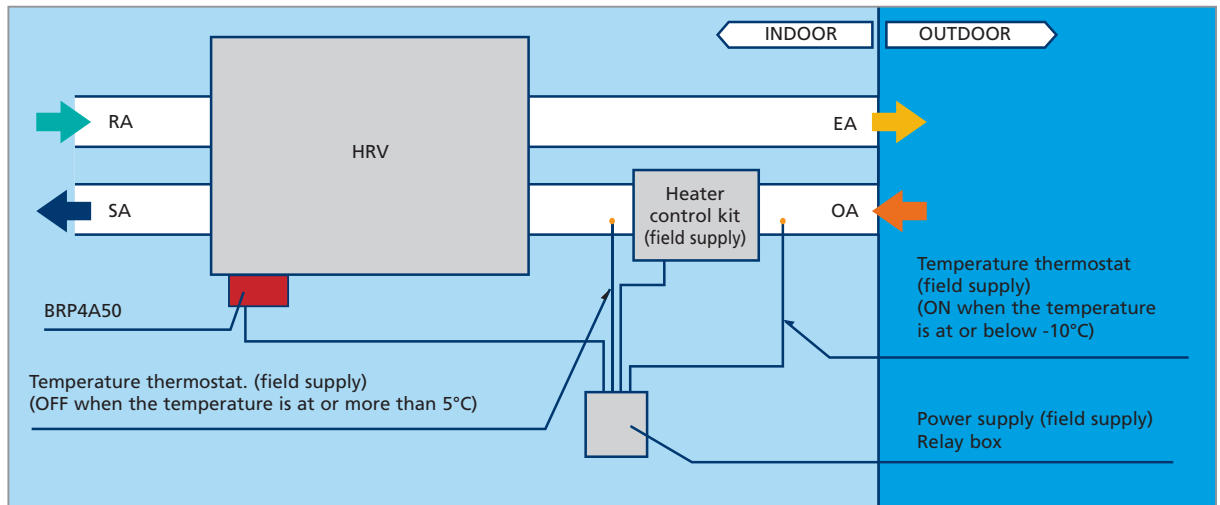 INDOOR
OUTDOOR
RA
HRV
EA
SA
Heater
control kit
(field supply)
OA
BRP4A50
Temperature thermostat
(field supply)
(ON when the temperature
is at or below -10°C)
Temperature thermostat. (field supply)
(OFF when the temperature is at or more than 5°C)
Power supply (field supply)
Relay box